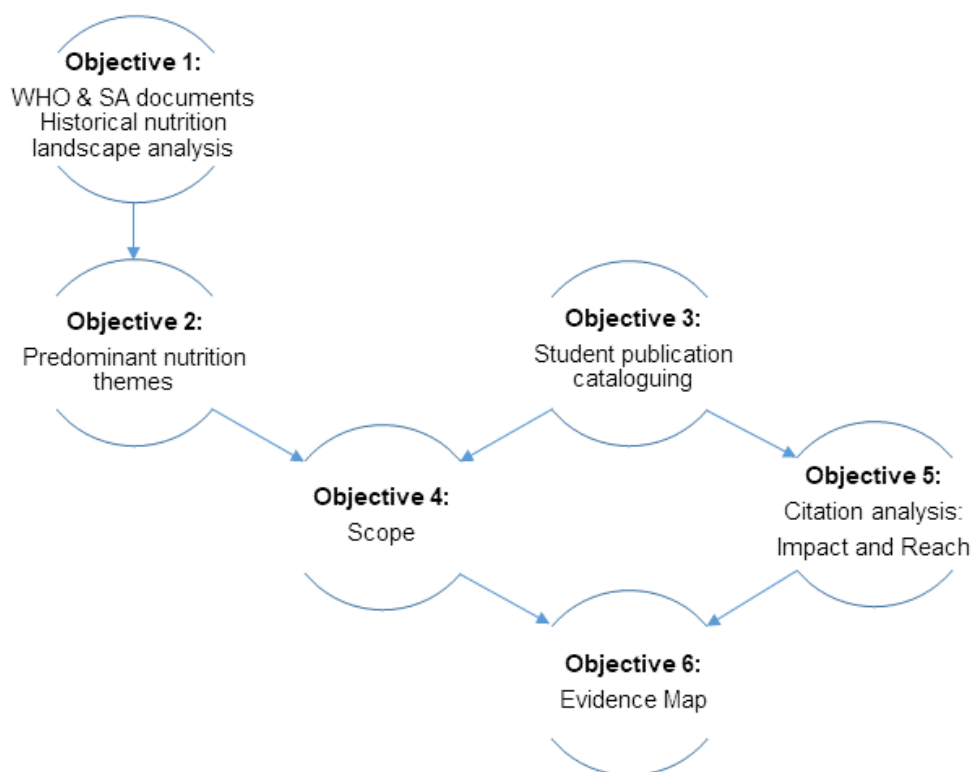 Objective 1:
WHO & SA documents
Historical nutrition
landscape analysis
Objective 2:
Predominant nutrition
themes
Objective 3:
Student publication
cataloguing
Objective 4:
Scope
Objective 5:
Citation analysis:
Impact and Reach
Objective 6:
Evidence Map